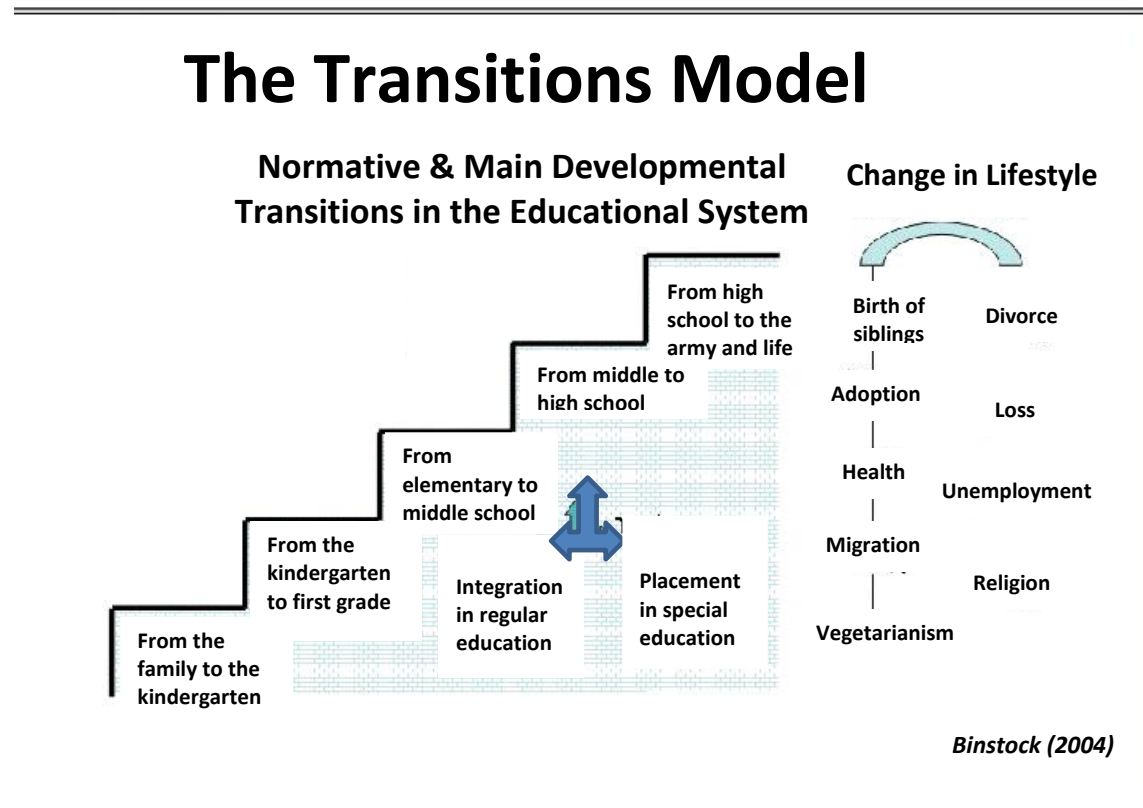 The Transitions Model
Normative & Main Developmental
Transitions in the Educational System
Change in Lifestyle
From high
school to the
army and life
From middle to
high school
From
elementary to
middle school
From the
kindergarten
to first grade
From the
family to the
kindergarten
Integration
in regular
education
Placement
in special
education
Birth of
siblings
Divorce
Adoption
Loss
Health
Unemployment
Migration
Religion
Vegetarianism
Binstock (2004)